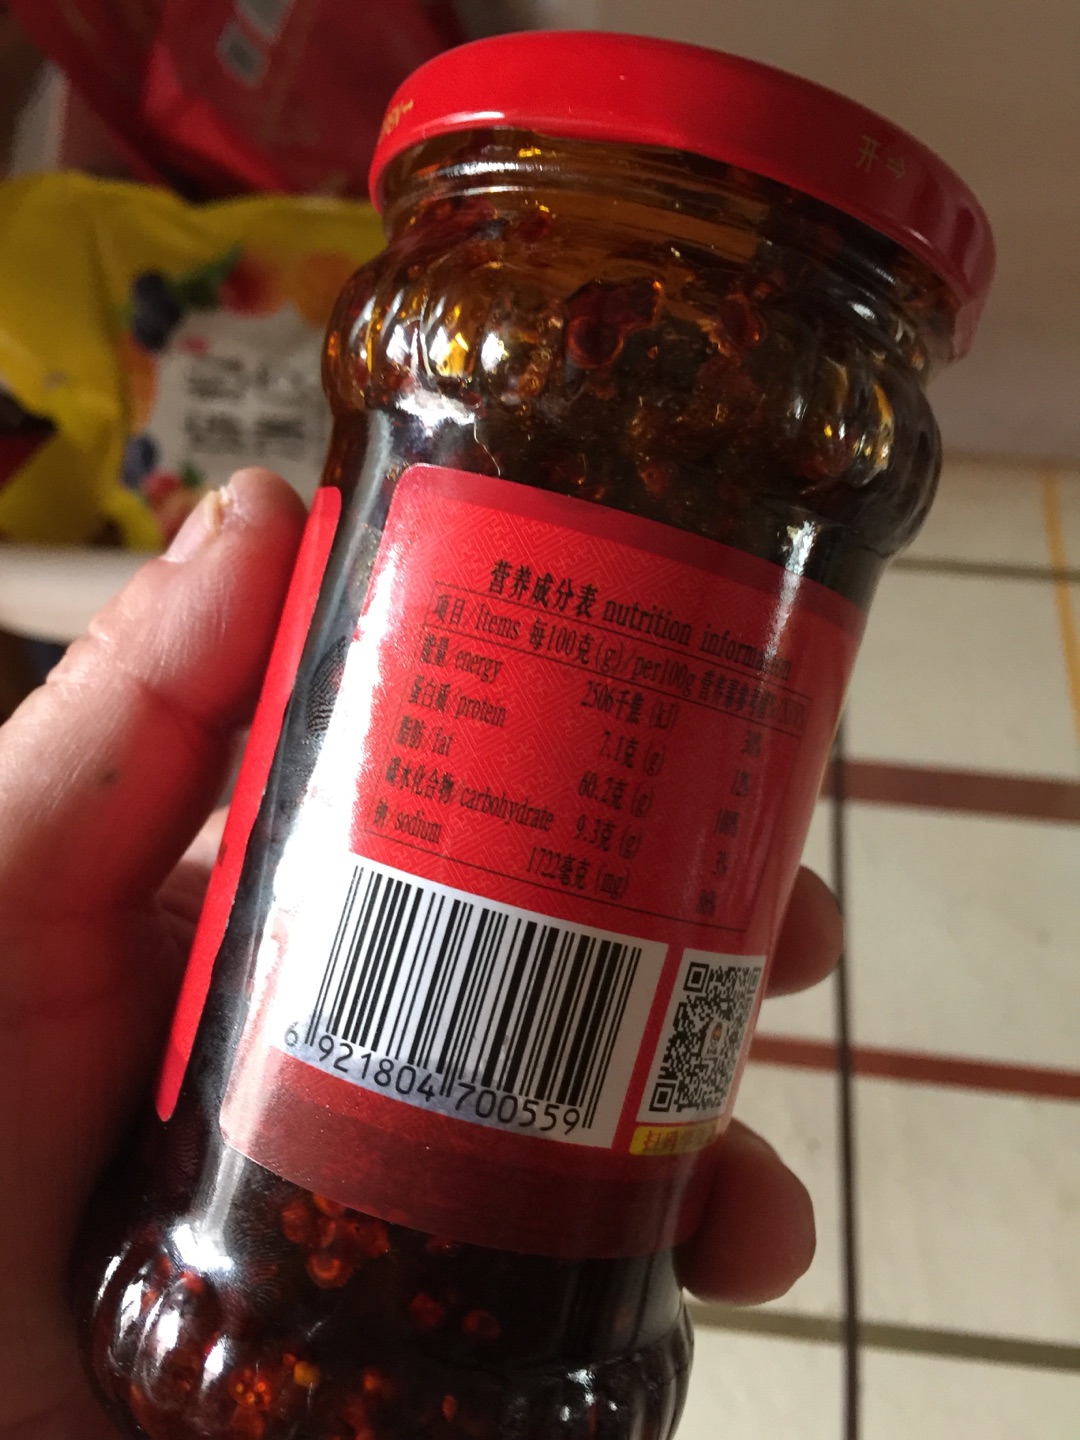 开
营养成分表 nutrition information
项目/Items 每100克(g)/per100g
能量/energy 2506千焦(kJ)
蛋白质/protein 7.1克(g)
脂肪/fat 60.2克(g)
碳水化合物/carbohydrate 9.3克(g)
钠/sodium 1722毫克(mg)
6 921804 700559
扫码